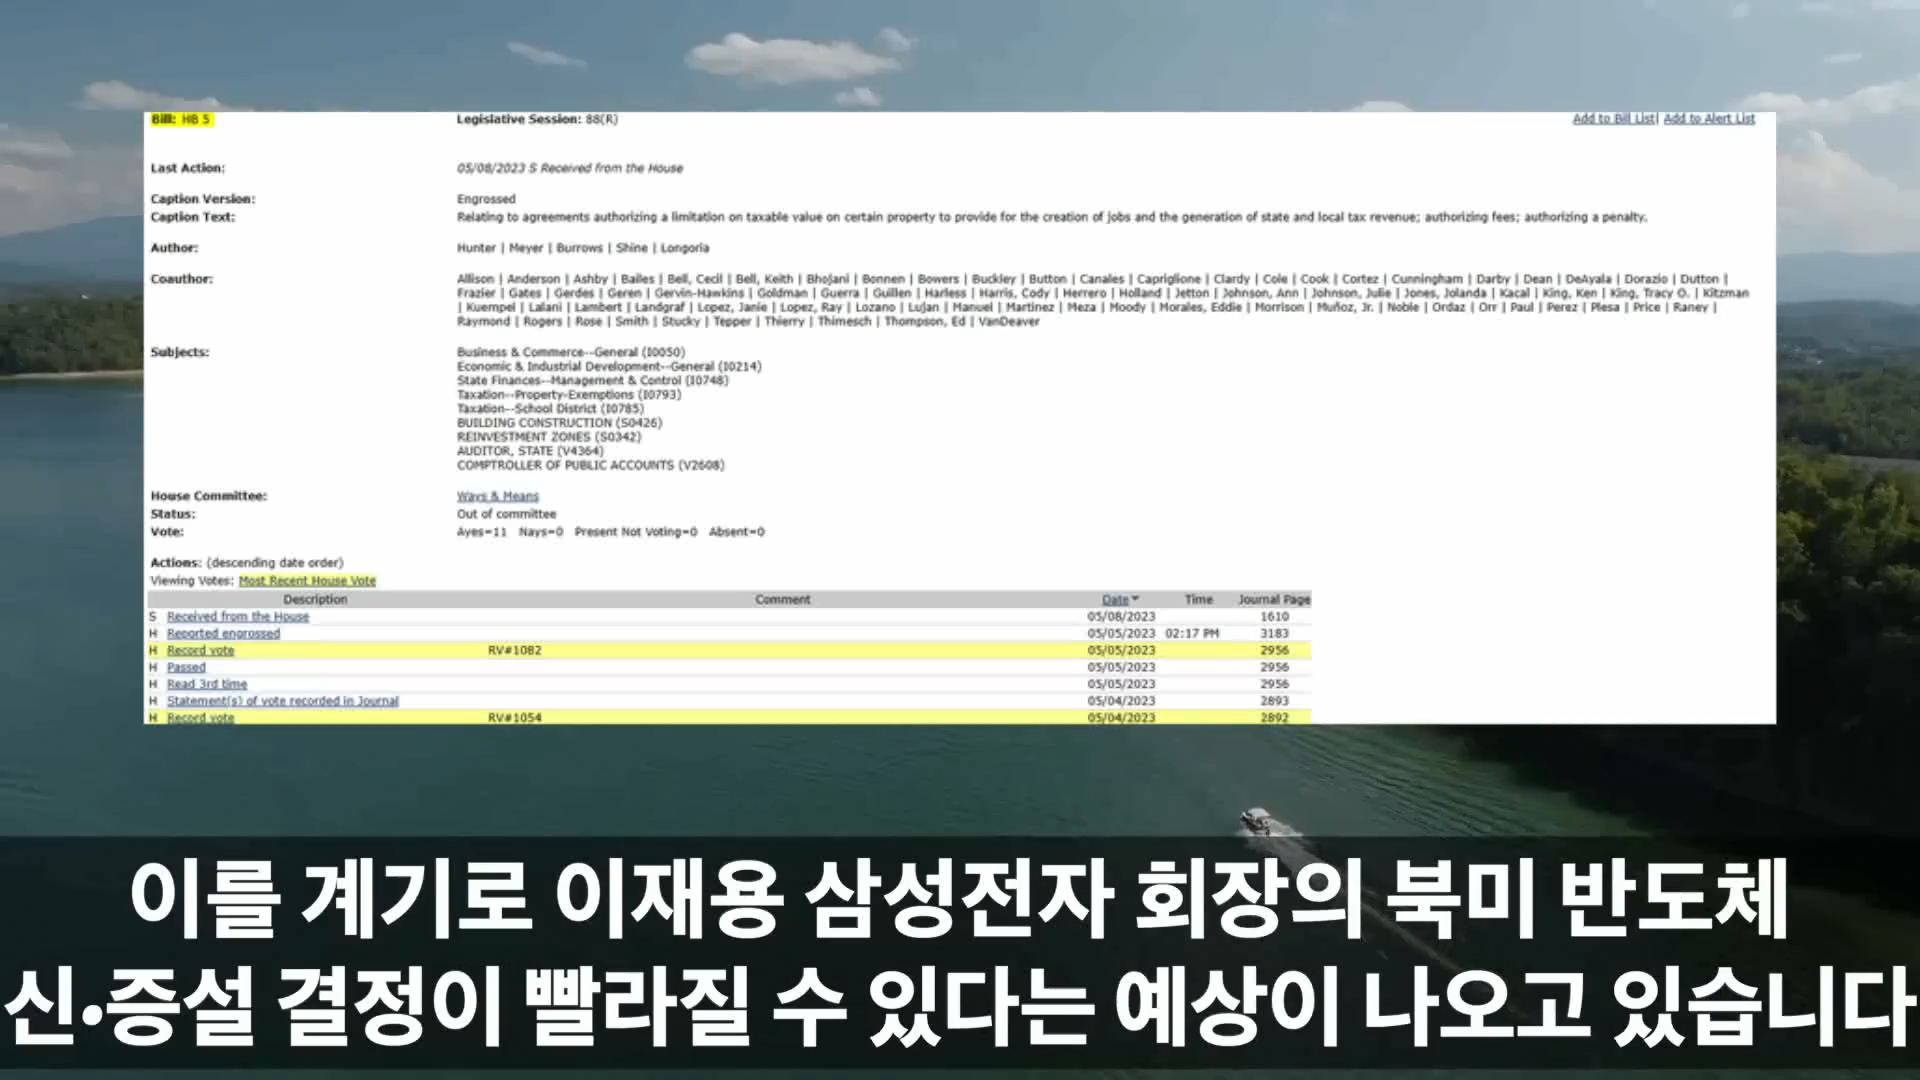 Bill: HB 5 Legislative Session: 88(R) Add to Bill List| Add to Alert List
Last Action: 05/08/2023 S Received from the House
Caption Version: Engrossed
Caption Text: Relating to agreements authorizing a limitation on taxable value on certain property to provide for the creation of jobs and the generation of state and local tax revenue; authorizing fees; authorizing a penalty.
Author: Hunter | Meyer | Burrows | Shine | Longoria
Coauthor: Allison | Anderson | Ashby | Bailes | Bell, Cecil | Bell, Keith | Bhojani | Bonnen | Bowers | Buckley | Button | Canales | Capriglione | Clardy | Cole | Cook | Cortez | Cunningham | Darby | Dean | DeAyala | Dorazio | Dutton |
Frazier | Gates | Gerdes | Geren | Gervin-Hawkins | Goldman | Guerra | Guillen | Harless | Harris, Cody | Herrero | Holland | Jetton | Johnson, Ann | Johnson, Julie | Jones, Jolanda | Kacal | King, Ken | King, Tracy O. | Kitzman
| Kuempel | Lalani | Lambert | Landgraf | Lopez, Janie | Lopez, Ray | Lozano | Lujan | Manuel | Martinez | Meza | Moody | Morales, Eddie | Morrison | Muñoz, Jr. | Noble | Ordaz | Orr | Paul | Perez | Plesa | Price | Raney |
Raymond | Rogers | Rose | Smith | Stucky | Tepper | Thierry | Thimesch | Thompson, Ed | VanDeaver
Subjects: Business & Commerce--General (I0050)
Economic & Industrial Development--General (I0214)
State Finances--Management & Control (I0748)
Taxation--Property-Exemptions (I0793)
Taxation--School District (I0785)
BUILDING CONSTRUCTION (S0426)
REINVESTMENT ZONES (S0342)
AUDITOR, STATE (V4364)
COMPTROLLER OF PUBLIC ACCOUNTS (V2608)
House Committee: Ways & Means
Status: Out of committee
Vote: Ayes=11 Nays=0 Present Not Voting=0 Absent=0
Actions: (descending date order)
Viewing Votes: Most Recent House Vote
Description Comment Date Time Journal Page
S Received from the House 05/08/2023 1610
H Reported engrossed 05/05/2023 02:17 PM 3183
H Record vote RV#1082 05/05/2023 2956
H Passed 05/05/2023 2956
H Read 3rd time 05/05/2023 2956
H Statement(s) of vote recorded in Journal 05/04/2023 2893
H Record vote RV#1054 05/04/2023 2892
이를 계기로 이재용 삼성전자 회장의 북미 반도체
신·증설 결정이 빨라질 수 있다는 예상이 나오고 있습니다